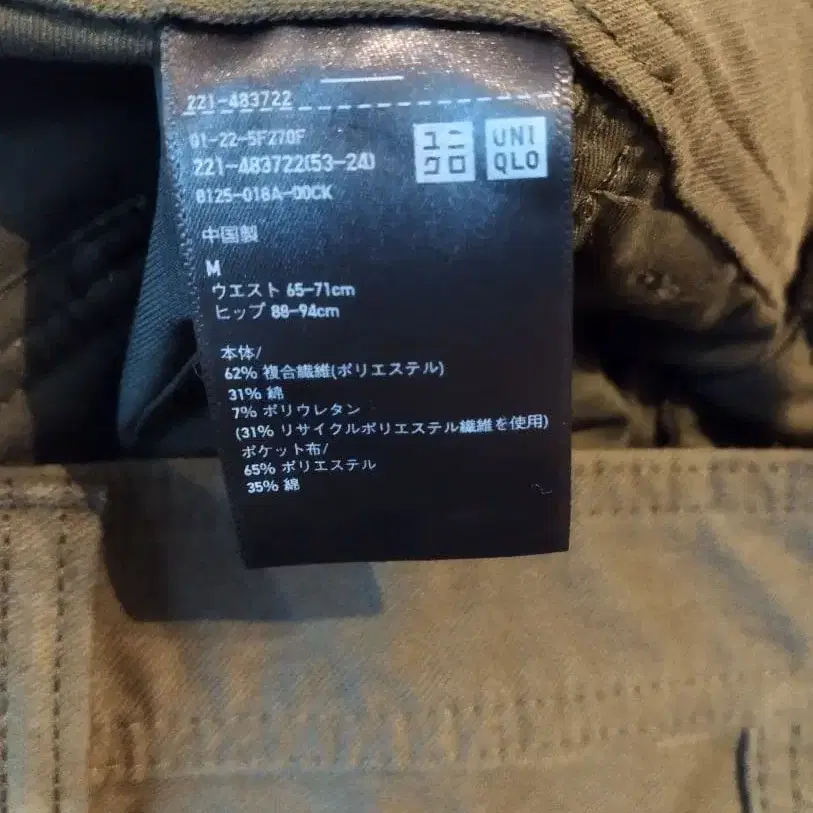 221-483722
01-22-5F270F
221-483722(53-24)
8125-018A-00CK
ユニ
クロ
UNI
QLO
中国製
M
ウエスト 65-71cm
ヒップ 88-94cm
本体/
62% 複合繊維(ポリエステル)
31% 綿
7% ポリウレタン
(31% リサイクルポリエステル繊維を使用)
ポケット布/
65% ポリエステル
35% 綿